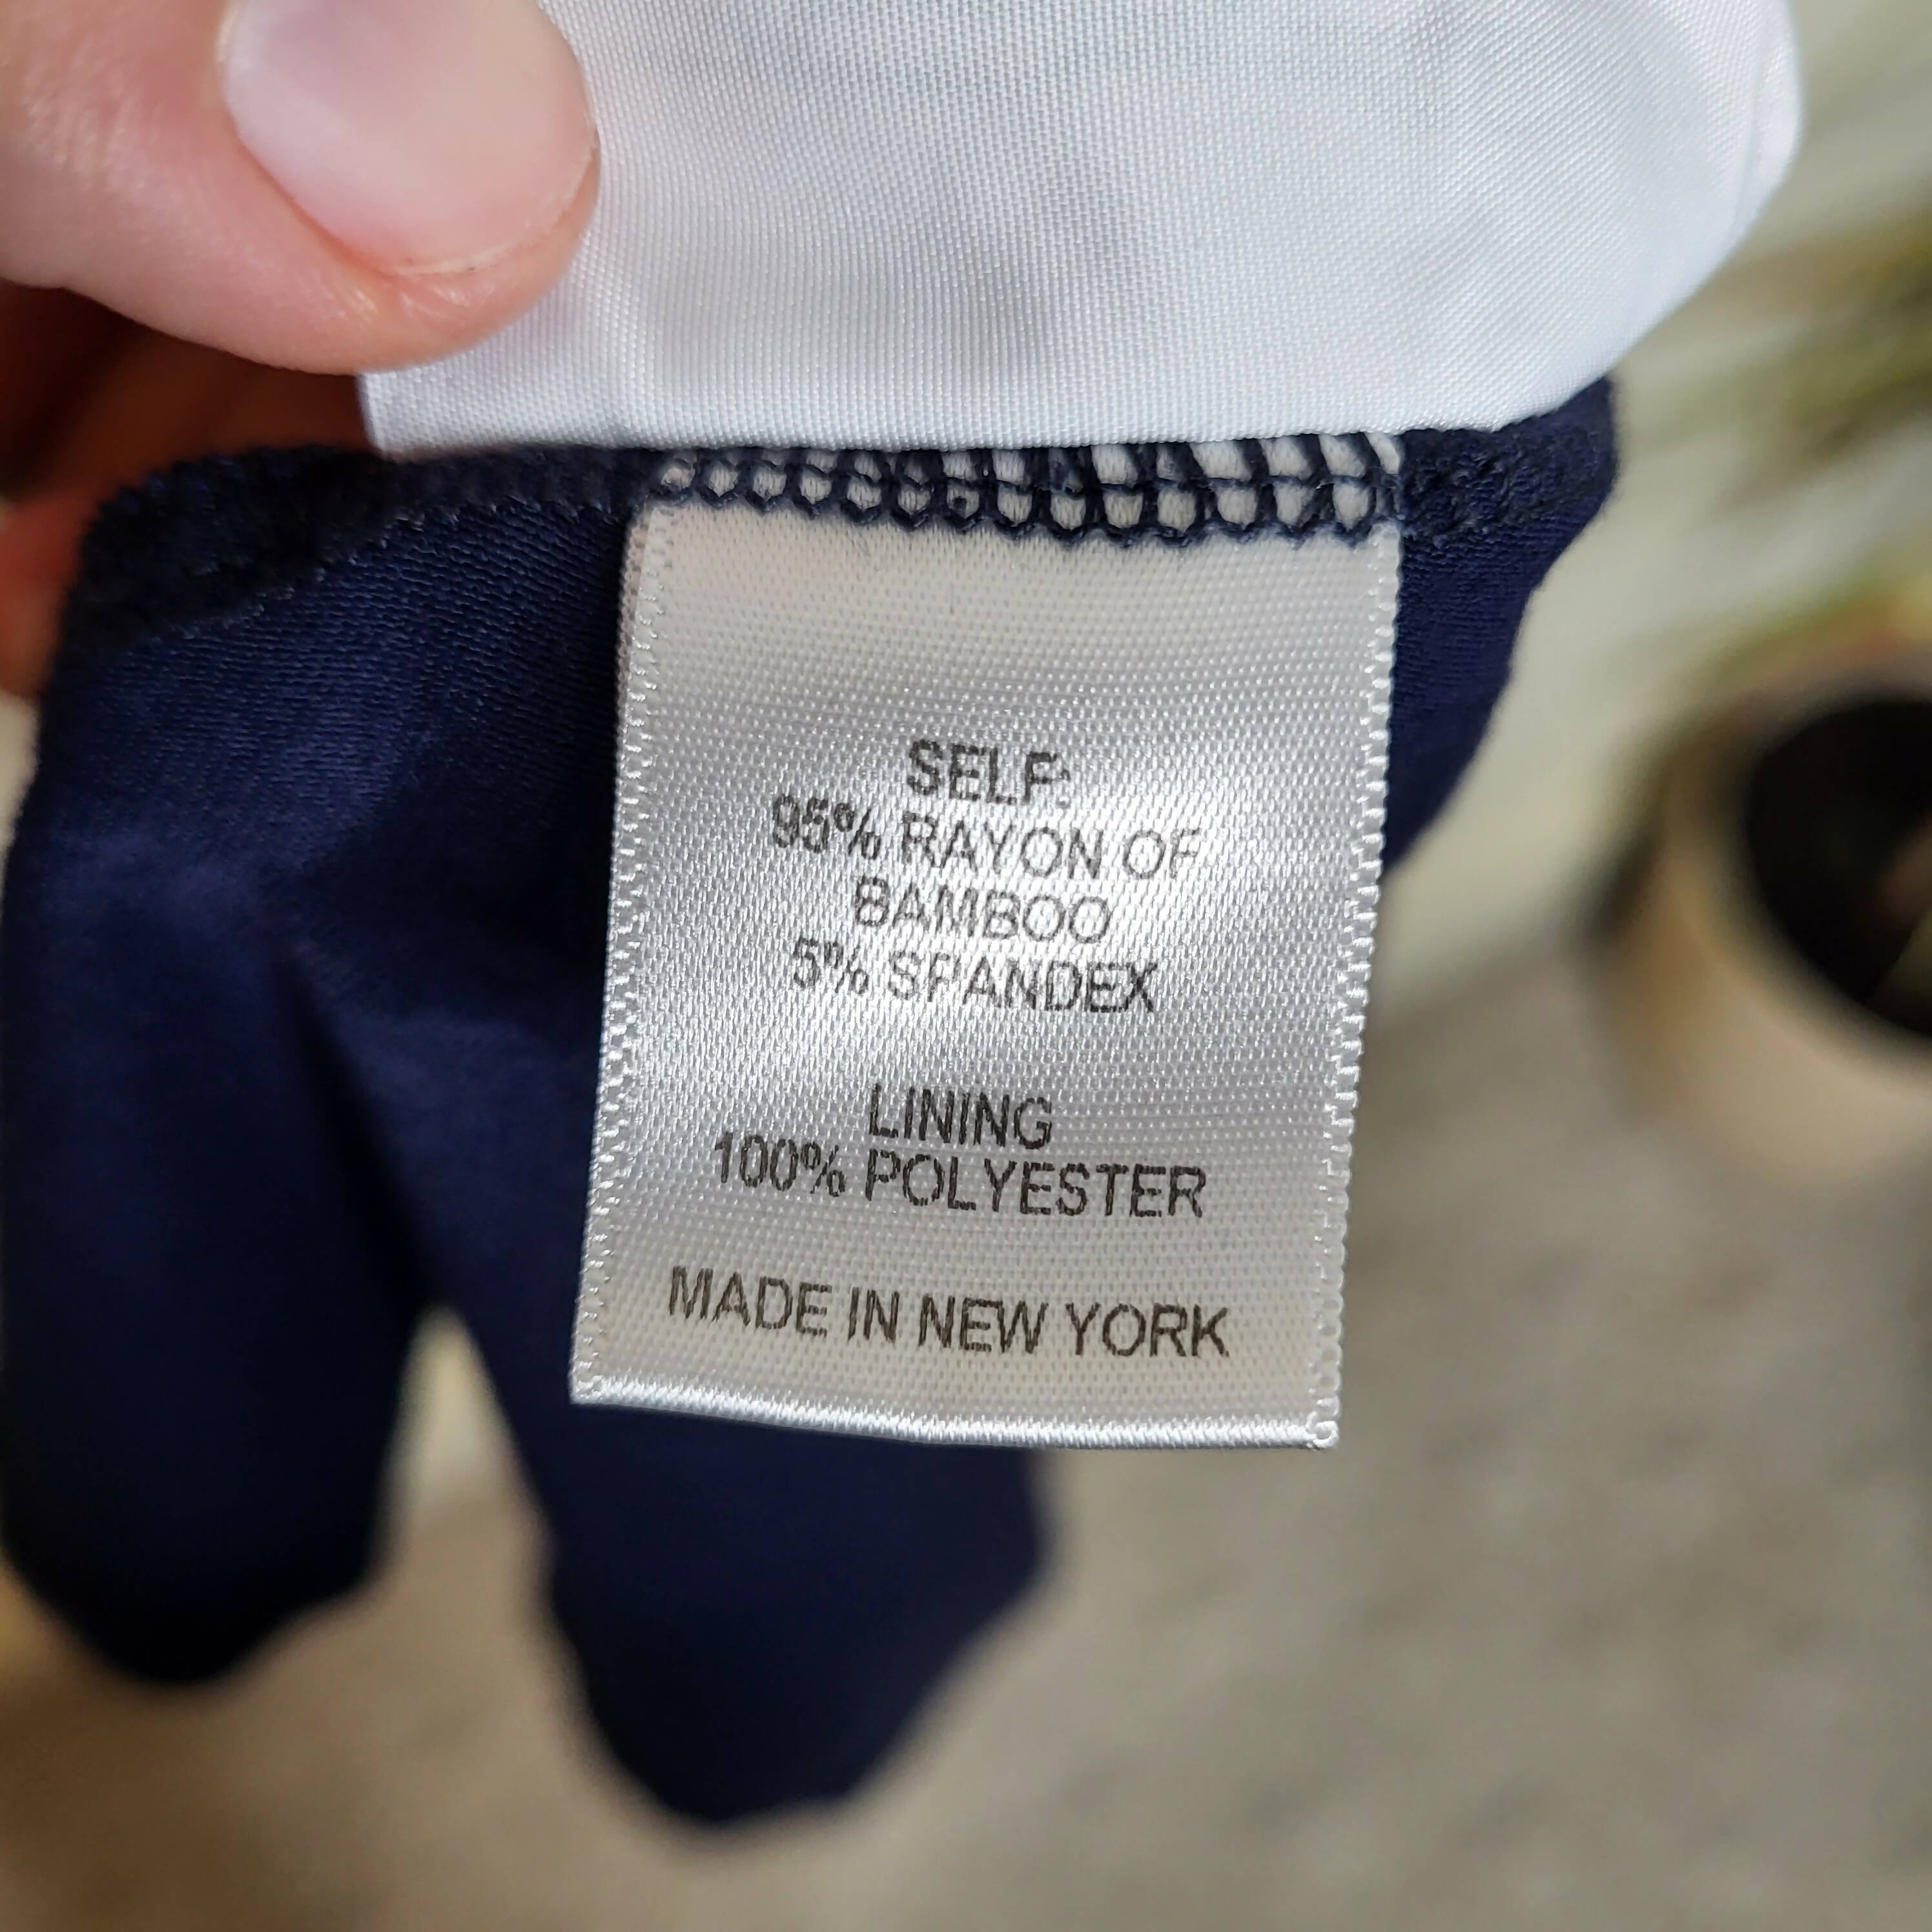 SELF:
95% RAYON OF
BAMBOO
5% SPANDEX
LINING
100% POLYESTER
MADE IN NEW YORK